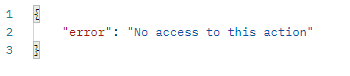 1 {
2 "error": "No access to this action"
3 }